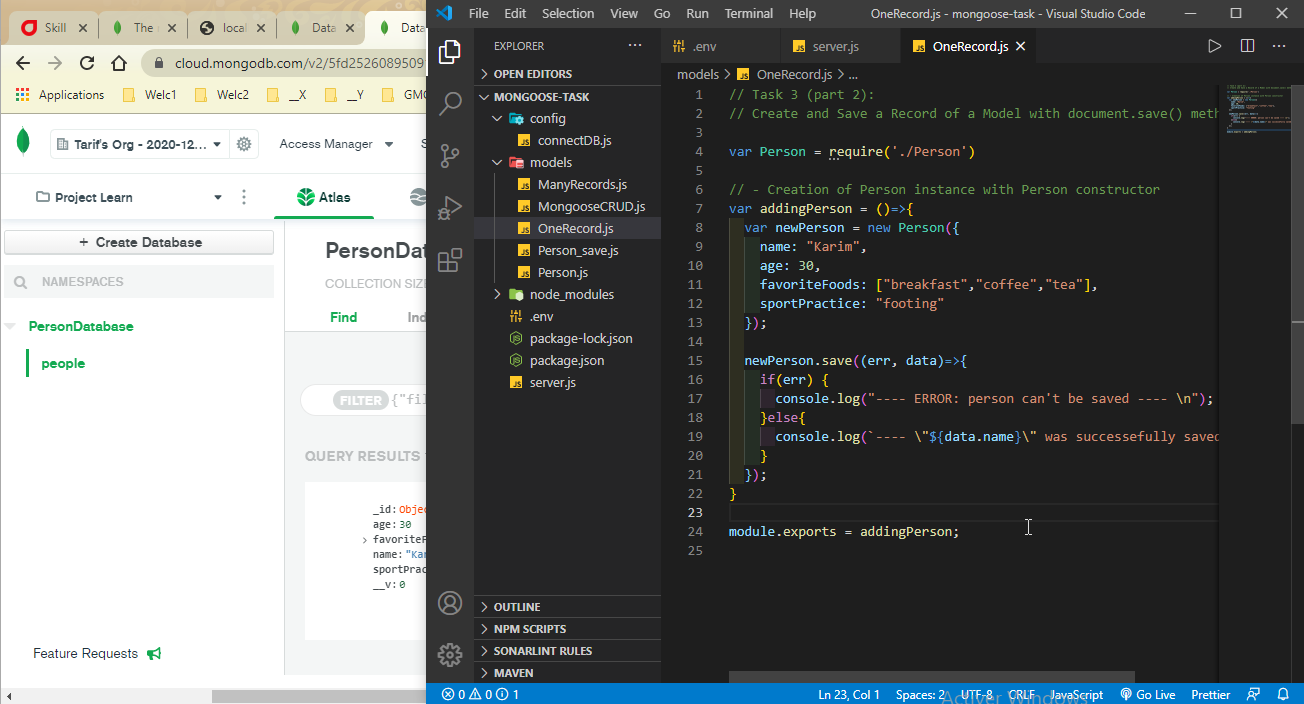 Skill
The
local
Data
Data
cloud.mongodb.com/v2/5fd2526089509
Applications
Welc1
Welc2
__X
__Y
GMC
Tarif's Org - 2020-12...
Access Manager
Project Learn
Atlas
+ Create Database
NAMESPACES
PersonDatabase
people
Feature Requests
PersonDat
COLLECTION SIZE
Find
Ind
FILTER {"fil
QUERY RESULTS
_id: Objec
age: 30
> favoriteF
name: "Kar
sportPrac
__v: 0
File Edit Selection View Go Run Terminal Help
OneRecord.js - mongoose-task - Visual Studio Code
EXPLORER
OPEN EDITORS
MONGOOSE-TASK
config
connectDB.js
models
ManyRecords.js
MongooseCRUD.js
OneRecord.js
Person_save.js
Person.js
node_modules
.env
package-lock.json
package.json
server.js
OUTLINE
NPM SCRIPTS
SONARLINT RULES
MAVEN
.env
server.js
OneRecord.js
models > OneRecord.js > ...
1 // Task 3 (part 2):
2 // Create and Save a Record of a Model with document.save() meth
3
4 var Person = require('./Person')
5
6 // - Creation of Person instance with Person constructor
7 var addingPerson = ()=>{
8 var newPerson = new Person({
9 name: "Karim",
10 age: 30,
11 favoriteFoods: ["breakfast","coffee","tea"],
12 sportPractice: "footing"
13 });
14
15 newPerson.save((err, data)=>{
16 if(err) {
17 console.log("---- ERROR: person can't be saved ---- \n");
18 }else{
19 console.log(`---- \"${data.name}\" was successefully saved
20 }
21 });
22 }
23
24 module.exports = addingPerson;
25
0 0 1
Ln 23, Col 1
Spaces: 2
UTF-8
CRLF
JavaScript
Go Live
Prettier
Activer Windows